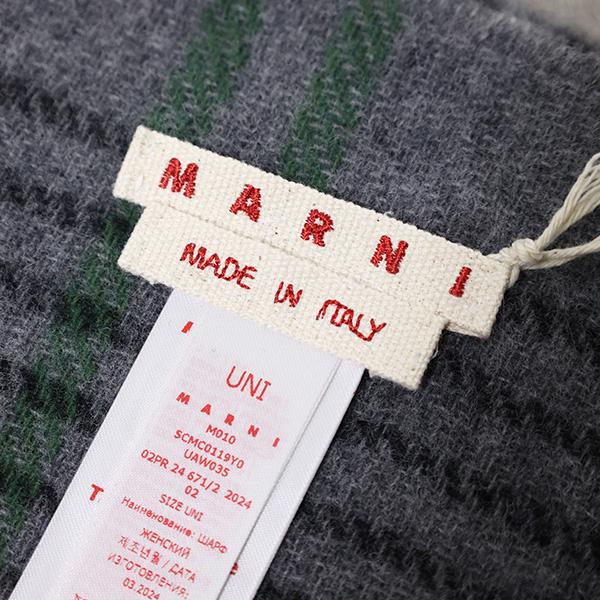 MARNI
MADE IN ITALY
I
UNI
MARNI
M010
SCMC0119Y0
UAW035
02PR 24 671/2 2024
02
T
SIZE UNI
Наименование: ШАРФ
ЖЕНСКИЙ
제조년월 / ДАТА
ИЗГОТОВЛЕНИЯ:
03.2024